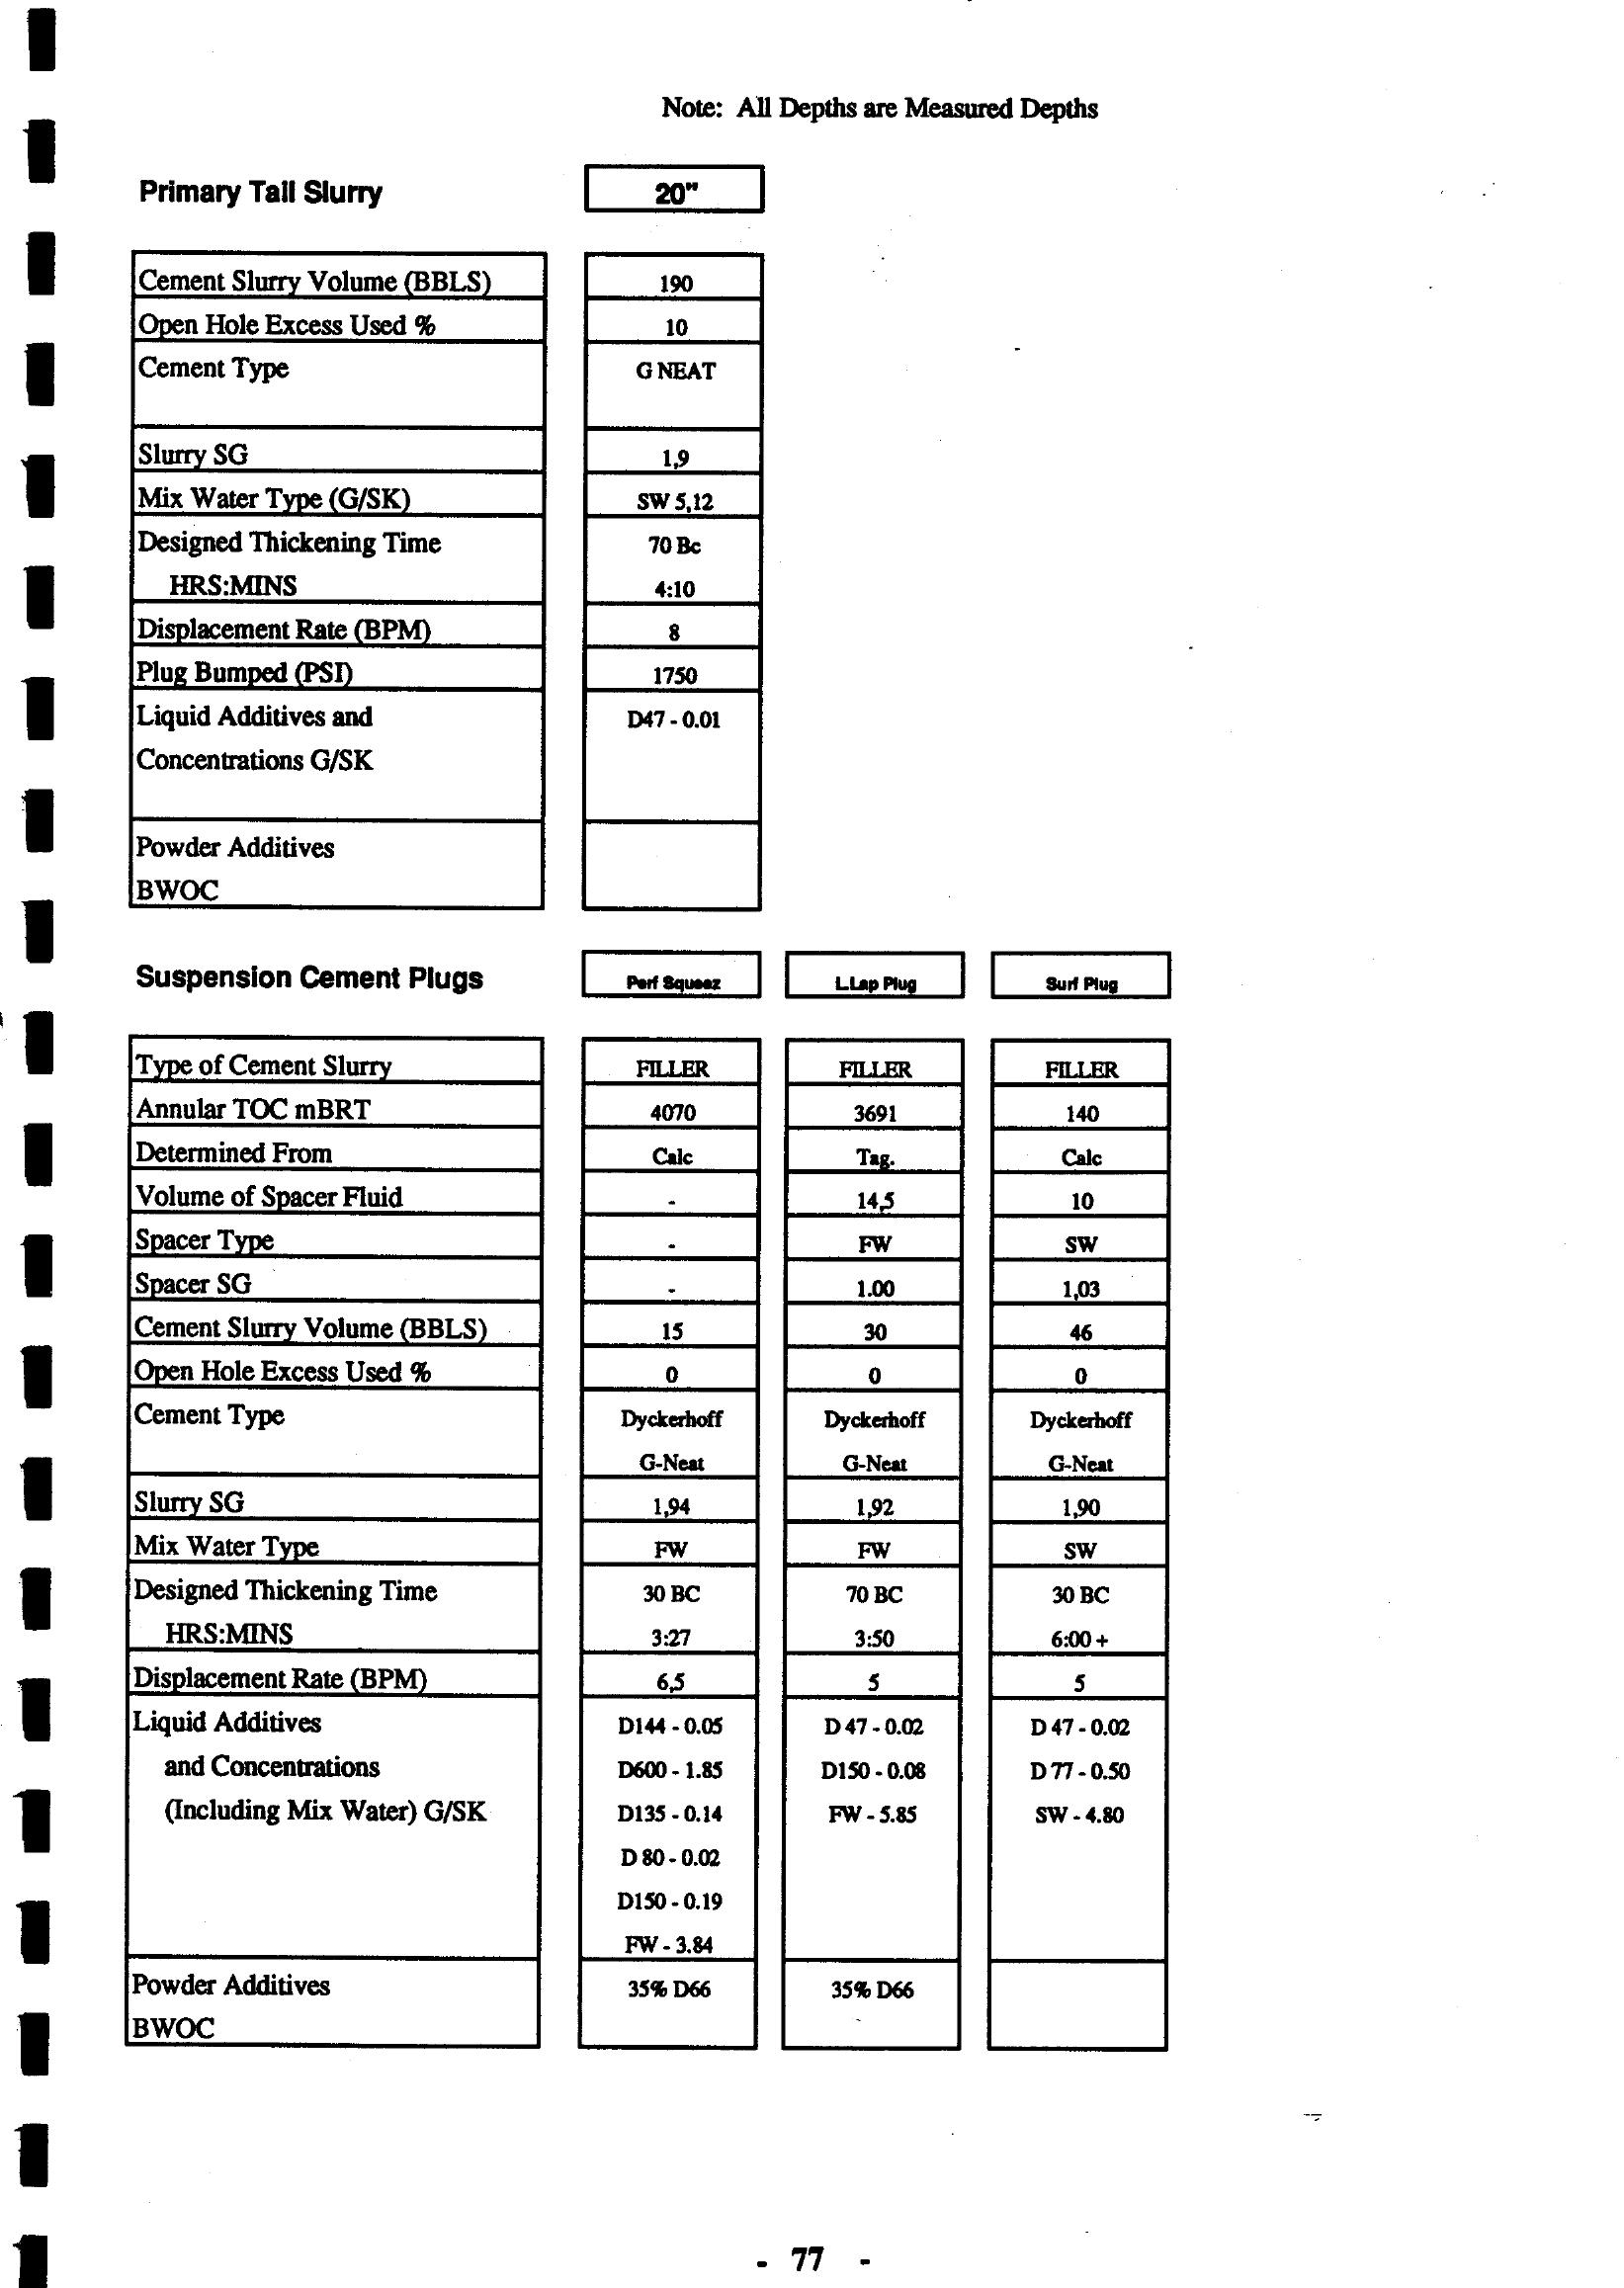 Note: All Depths are Measured Depths
Primary Tail Slurry 20"
Cement Slurry Volume (BBLS) 190
Open Hole Excess Used % 10
Cement Type G NEAT
Slurry SG 1,9
Mix Water Type (G/SK) SW 5,12
Designed Thickening Time 70 Bc
HRS:MINS 4:10
Displacement Rate (BPM) 8
Plug Bumped (PSI) 1750
Liquid Additives and D47 - 0.01
Concentrations G/SK
Powder Additives
BWOC
Suspension Cement Plugs Perf Squeez L.Lap Plug Surf Plug
Type of Cement Slurry FILLER FILLER FILLER
Annular TOC mBRT 4070 3691 140
Determined From Calc Tag. Calc
Volume of Spacer Fluid - 14,5 10
Spacer Type - FW SW
Spacer SG - 1.00 1,03
Cement Slurry Volume (BBLS) 15 30 46
Open Hole Excess Used % 0 0 0
Cement Type Dyckerhoff Dyckerhoff Dyckerhoff
G-Neat G-Neat G-Neat
Slurry SG 1,94 1,92 1,90
Mix Water Type FW FW SW
Designed Thickening Time 30 BC 70 BC 30 BC
HRS:MINS 3:27 3:50 6:00 +
Displacement Rate (BPM) 6,5 5 5
Liquid Additives D144 - 0.05 D 47 - 0.02 D 47 - 0.02
and Concentrations D600 - 1.85 D150 - 0.08 D 77 - 0.50
(Including Mix Water) G/SK D135 - 0.14 FW - 5.85 SW - 4.80
D 80 - 0.02
D150 - 0.19
FW - 3.84
Powder Additives 35% D66 35% D66
BWOC
- 77 -